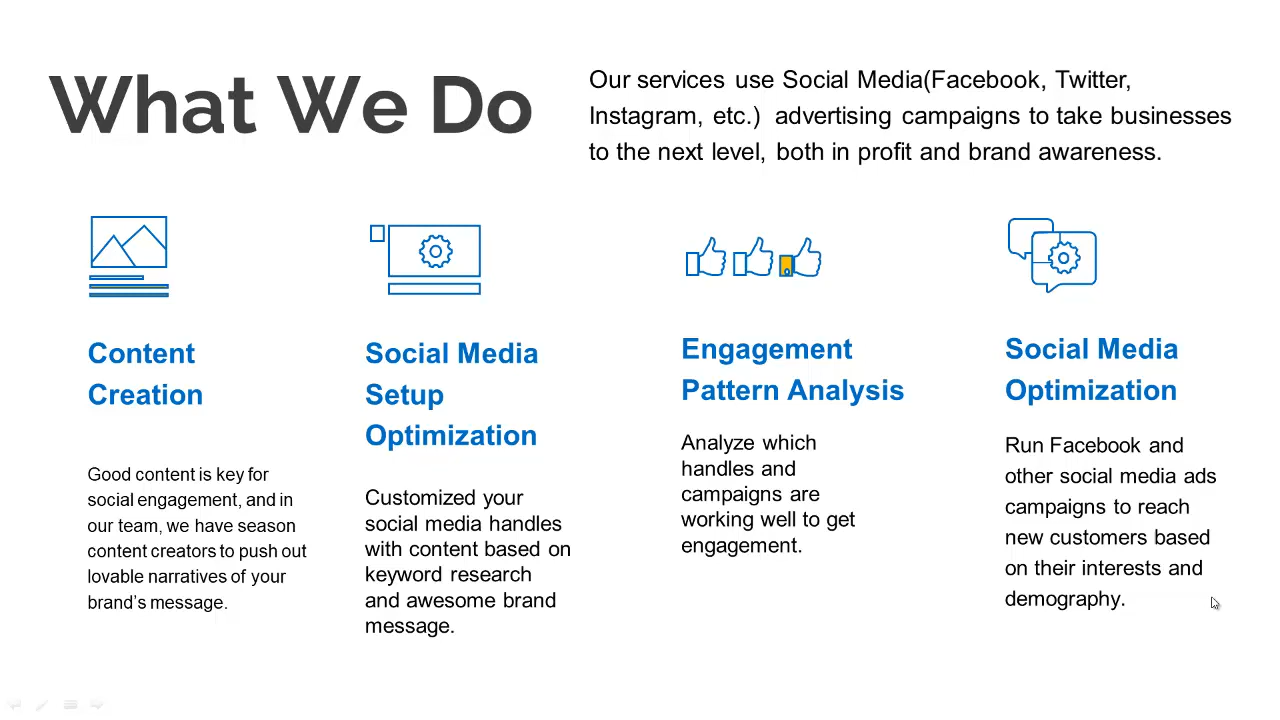 What We Do
Our services use Social Media(Facebook, Twitter,
Instagram, etc.) advertising campaigns to take businesses
to the next level, both in profit and brand awareness.
Content
Creation
Good content is key for
social engagement, and in
our team, we have season
content creators to push out
lovable narratives of your
brand’s message.
Social Media
Setup
Optimization
Customized your
social media handles
with content based on
keyword research
and awesome brand
message.
Engagement
Pattern Analysis
Analyze which
handles and
campaigns are
working well to get
engagement.
Social Media
Optimization
Run Facebook and
other social media ads
campaigns to reach
new customers based
on their interests and
demography.